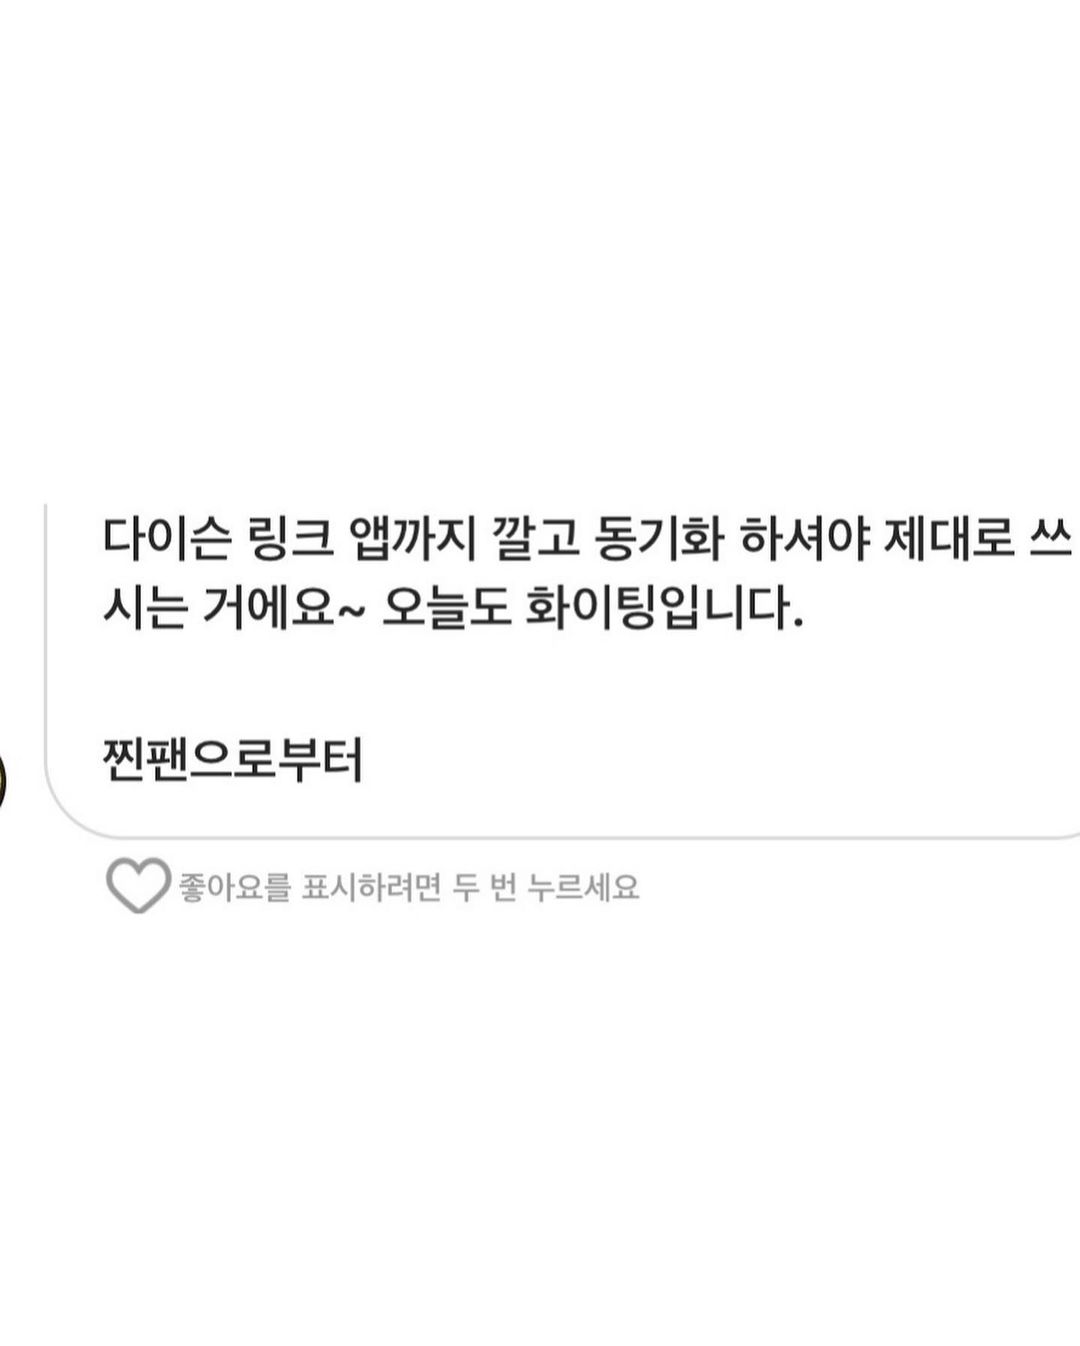 다이슨 링크 앱까지 깔고 동기화 하셔야 제대로 쓰
시는 거에요~ 오늘도 화이팅입니다.
찐팬으로부터
좋아요를 표시하려면 두 번 누르세요